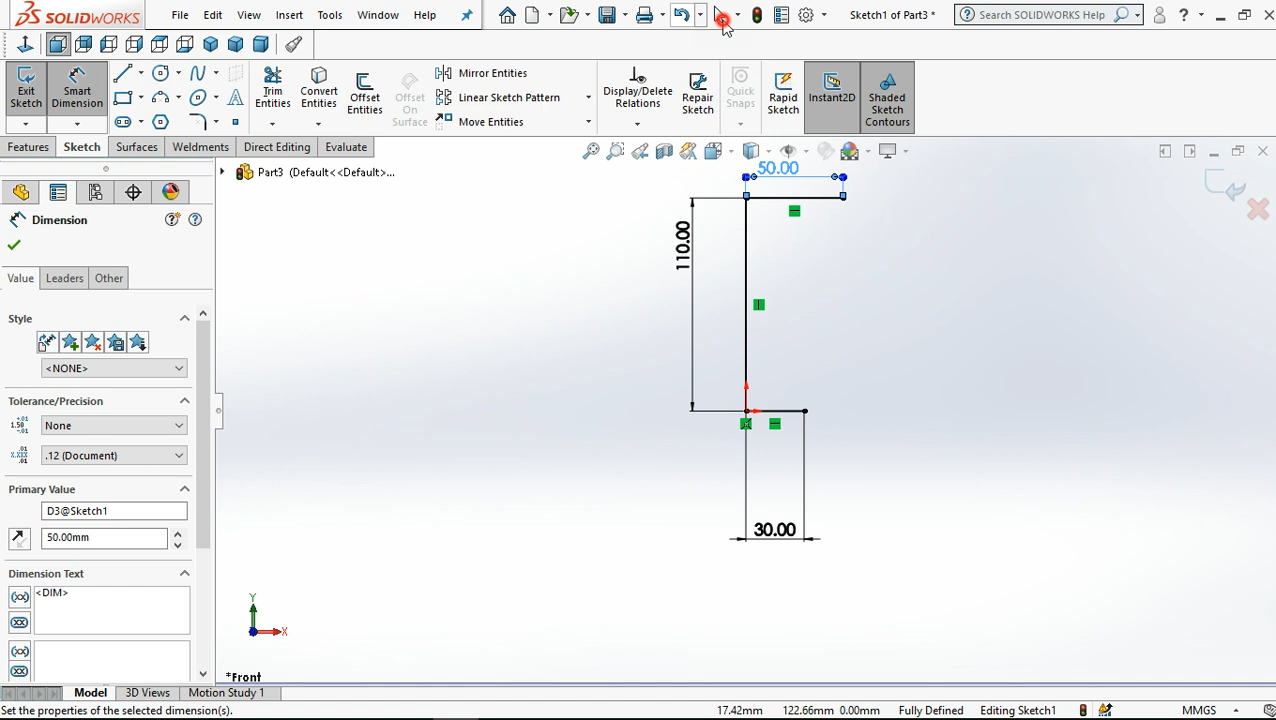 SOLIDWORKS File Edit View Insert Tools Window Help Sketch1 of Part3 * Search SOLIDWORKS Help ?
Exit Sketch
Smart Dimension
Trim Entities
Convert Entities
Offset Entities
Offset On Surface
Mirror Entities
Linear Sketch Pattern
Move Entities
Display/Delete Relations
Repair Sketch
Quick Snaps
Rapid Sketch
Instant2D
Shaded Sketch Contours
Features Sketch Surfaces Weldments Direct Editing Evaluate
Part3 (Default<<Default>...
Dimension
Value Leaders Other
Style
<NONE>
Tolerance/Precision
None
.12 (Document)
Primary Value
D3@Sketch1
50.00mm
Dimension Text
<DIM>
50.00
110.00
30.00
Y
X
*Front
Model 3D Views Motion Study 1
Set the properties of the selected dimension(s). 17.42mm 122.66mm 0.00mm Fully Defined Editing Sketch1 MMGS